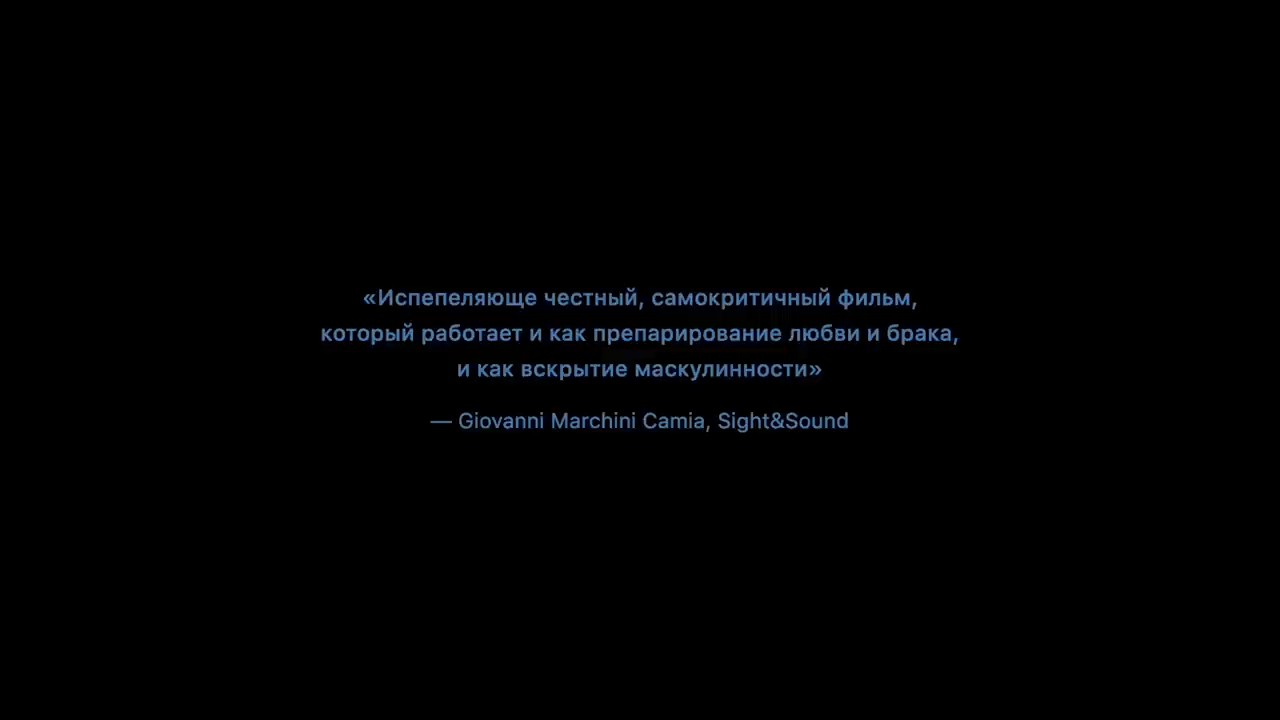 «Испепеляюще честный, самокритичный фильм,
который работает и как препарирование любви и брака,
и как вскрытие маскулинности»
— Giovanni Marchini Camia, Sight&Sound